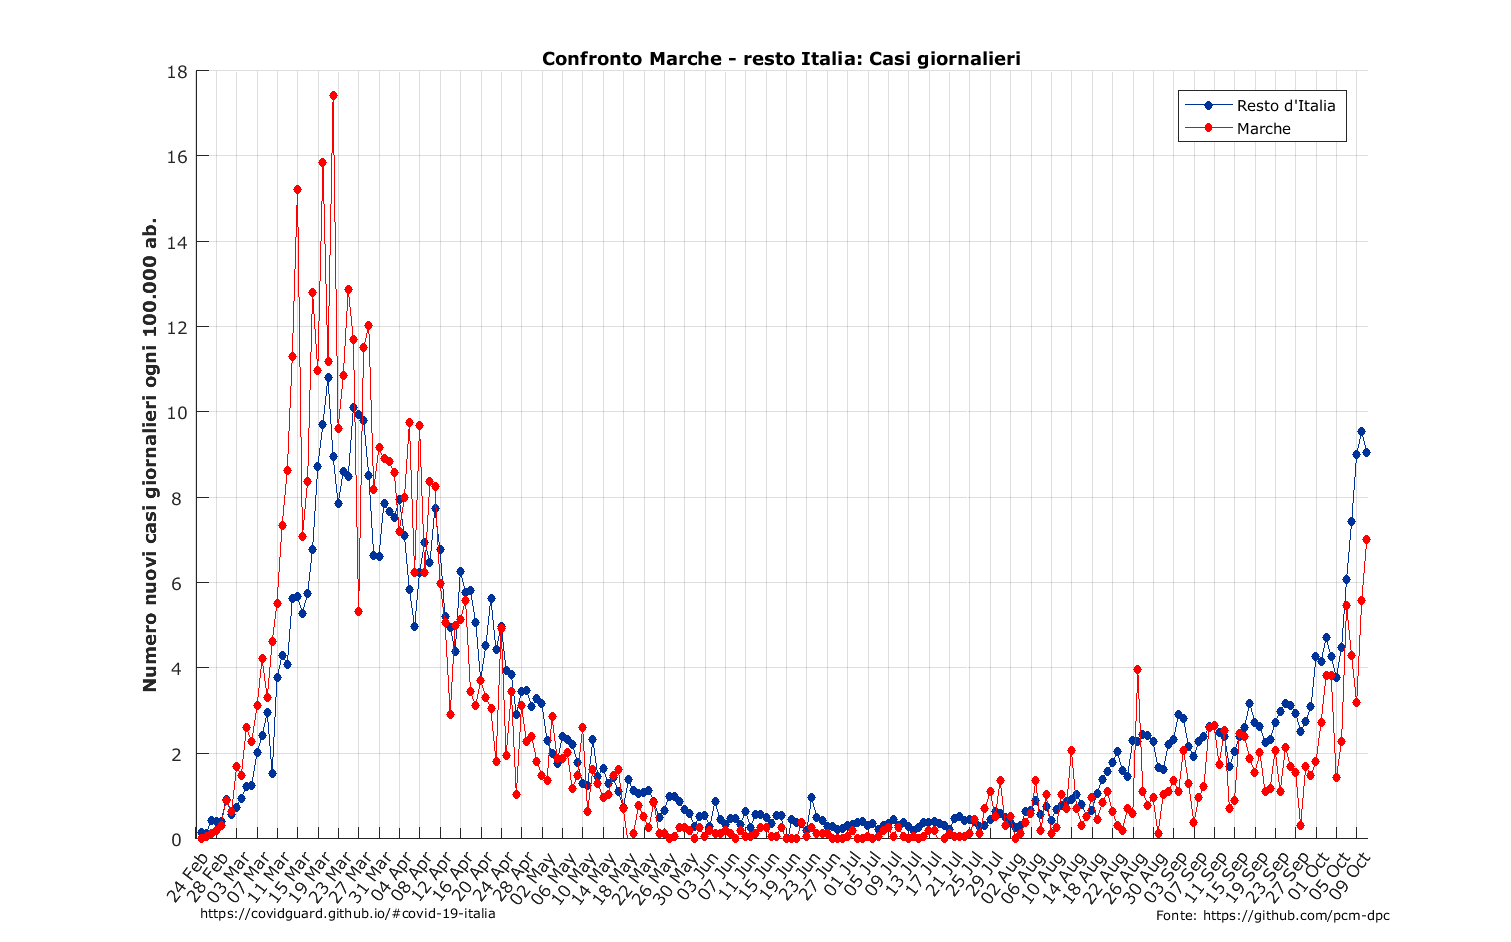 Confronto Marche - resto Italia: Casi giornalieri
18
16
14
12
10
8
6
4
2
0
Numero nuovi casi giornalieri ogni 100.000 ab.
Resto d'Italia
Marche
24 Feb
28 Feb
03 Mar
07 Mar
11 Mar
15 Mar
19 Mar
23 Mar
27 Mar
31 Mar
04 Apr
08 Apr
12 Apr
16 Apr
20 Apr
24 Apr
28 Apr
02 May
06 May
10 May
14 May
18 May
22 May
26 May
30 May
03 Jun
07 Jun
11 Jun
15 Jun
19 Jun
23 Jun
27 Jun
01 Jul
05 Jul
09 Jul
13 Jul
17 Jul
21 Jul
25 Jul
29 Jul
02 Aug
06 Aug
10 Aug
14 Aug
18 Aug
22 Aug
26 Aug
30 Aug
03 Sep
07 Sep
11 Sep
15 Sep
19 Sep
23 Sep
27 Sep
01 Oct
05 Oct
09 Oct
https://covidguard.github.io/#covid-19-italia
Fonte: https://github.com/pcm-dpc